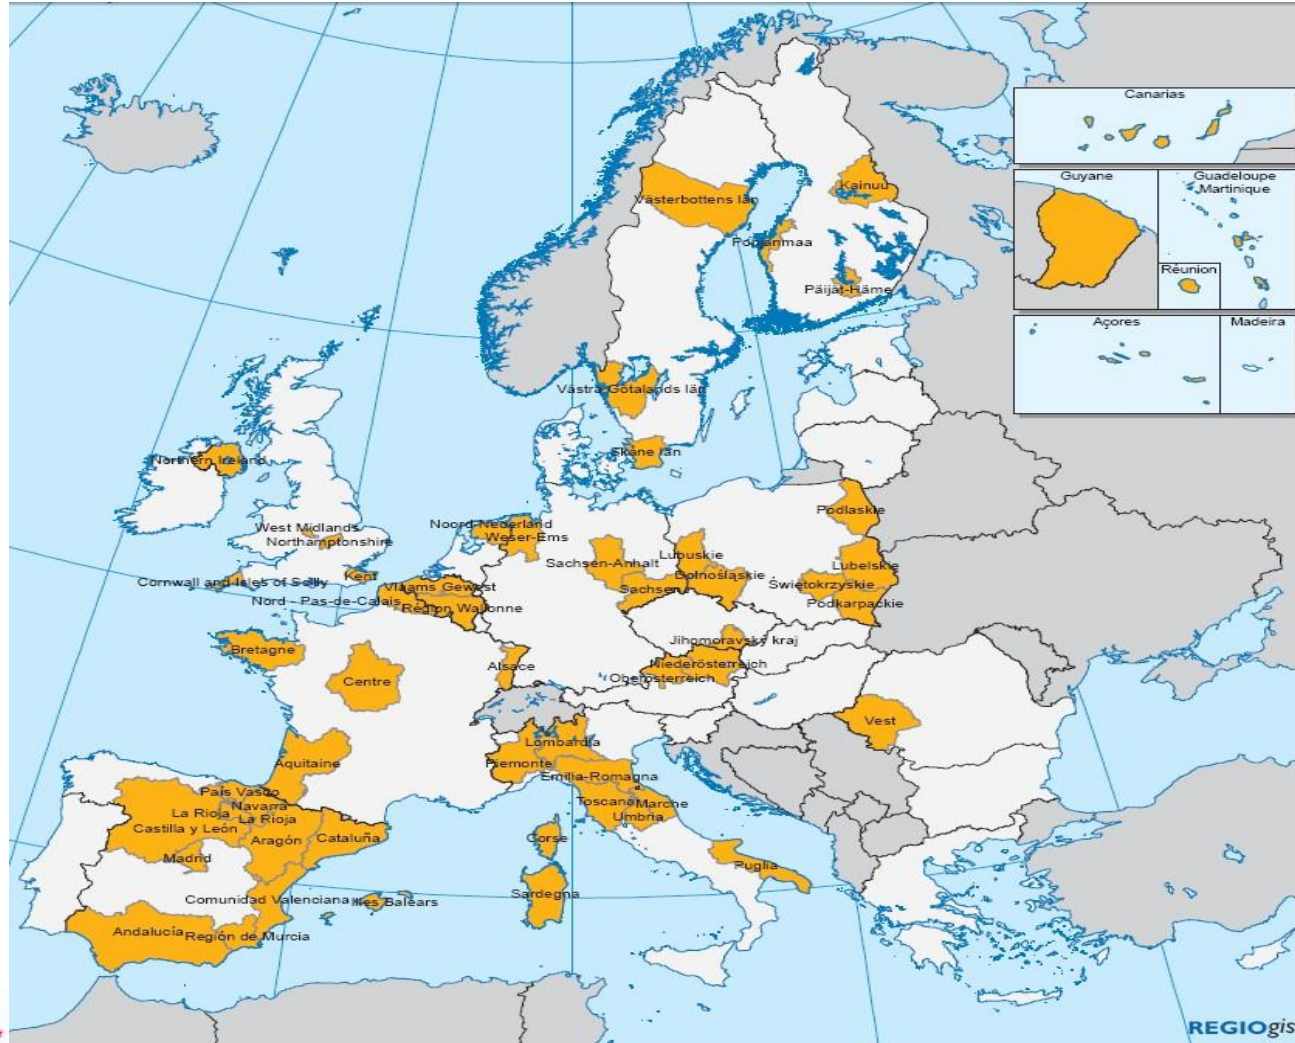 Canarias
Guyane
Guadeloupe
Martinique
Réunion
Açores
Madeira
Kainuu
Västerbottens län
Pohjanmaa
Päijät-Häme
Västra Götalands län
Skåne län
Northern Ireland
West Midlands
Northamptonshire
Kent
Cornwall and Isles of Scilly
Noord-Nederland
Weser-Ems
Vlaams Gewest
Nord - Pas-de-Calais
Région Wallonne
Sachsen-Anhalt
Sachsen
Lubuskie
Dolnośląskie
Podlaskie
Lubelskie
Świętokrzyskie
Podkarpackie
Jihomoravský kraj
Niederösterreich
Oberösterreich
Bretagne
Centre
Alsace
Vest
Aquitaine
Lombardia
Piemonte
Emilia-Romagna
Toscana
Marche
Umbria
País Vasco
Navarra
La Rioja
La Rioja
Castilla y León
Aragón
Cataluña
Madrid
Corse
Sardegna
Puglia
Comunidad Valenciana
Illes Balears
Andalucía
Región de Murcia
REGIOgis